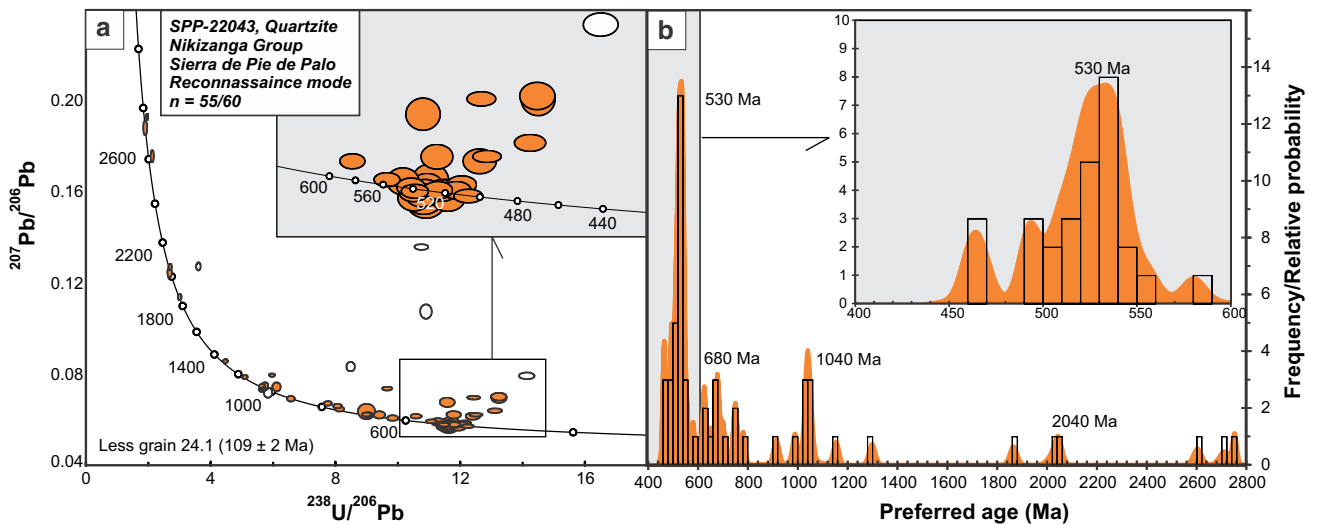 a
SPP-22043, Quartzite
Nikizanga Group
Sierra de Pie de Palo
Reconnassaince mode
n = 55/60
600
560
520
480
440
0.20
0.16
0.12
0.08
0.04
207Pb/206Pb
2600
2200
1800
1400
1000
600
Less grain 24.1 (109 ± 2 Ma)
0
4
8
12
16
238U/206Pb
b
530 Ma
680 Ma
1040 Ma
2040 Ma
10
9
8
7
6
5
4
3
2
1
0
530 Ma
400
450
500
550
600
14
12
10
8
6
4
2
0
Frequency/Relative probability
400 600 800 1000 1200 1400 1600 1800 2000 2200 2400 2600 2800
Preferred age (Ma)